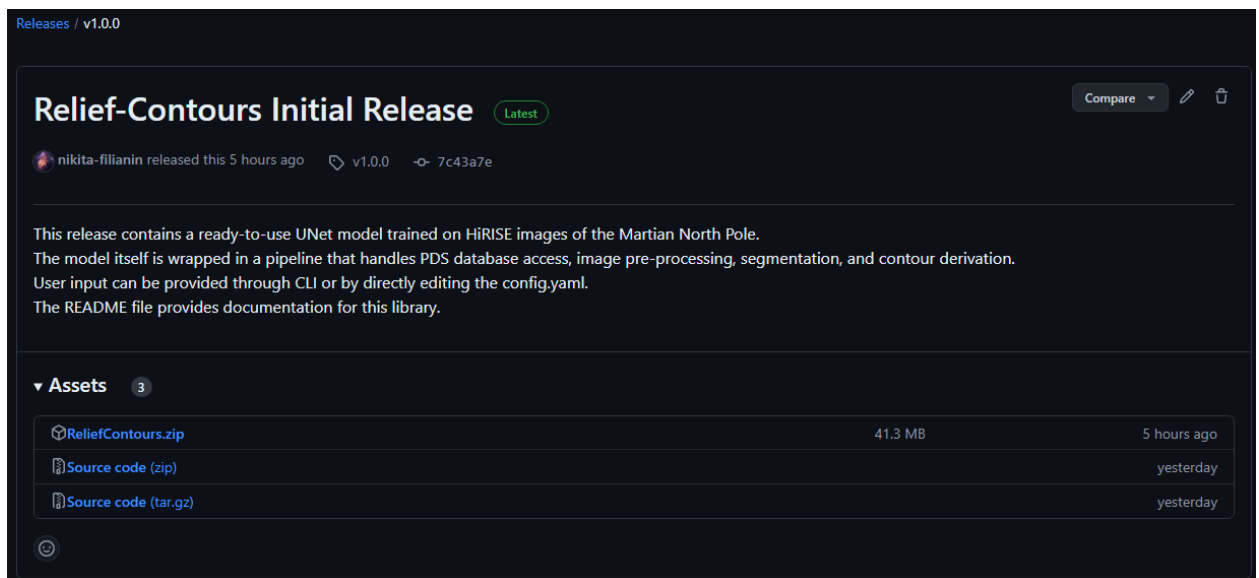 Releases / v1.0.0
Relief-Contours Initial Release Latest
Compare
nikita-filianin released this 5 hours ago v1.0.0 7c43a7e
This release contains a ready-to-use UNet model trained on HiRISE images of the Martian North Pole.
The model itself is wrapped in a pipeline that handles PDS database access, image pre-processing, segmentation, and contour derivation.
User input can be provided through CLI or by directly editing the config.yaml.
The README file provides documentation for this library.
Assets 3
ReliefContours.zip 41.3 MB 5 hours ago
Source code (zip) yesterday
Source code (tar.gz) yesterday